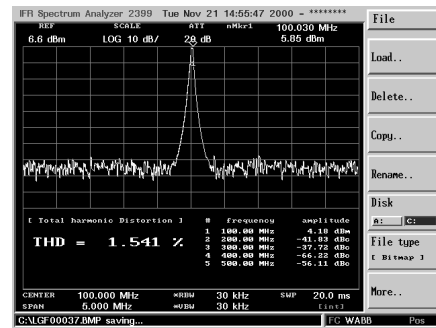 IFR Spectrum Analyzer 2399 Tue Nov 21 14:55:47 2000 - ********
File
REF SCALE ATT nMkr1 100.030 MHz
6.6 dBm LOG 10 dB/ 20 dB 5.85 dBm
Load..
Delete..
Copy..
Rename..
Disk
A: C:
File type
[ Bitmap ]
More..
[ Total harmonic Distortion ] # frequency amplitude
THD = 1.541 %
1 100.00 MHz 4.18 dBm
2 200.00 MHz -41.83 dBc
3 300.00 MHz -37.72 dBc
4 400.00 MHz -66.22 dBc
5 500.00 MHz -56.11 dBc
CENTER 100.000 MHz *RBW 30 kHz SWP 20.0 ms
SPAN 5.000 MHz *VBW 30 kHz [int]
C:\LGF00037.BMP saving... FC WABB Pos